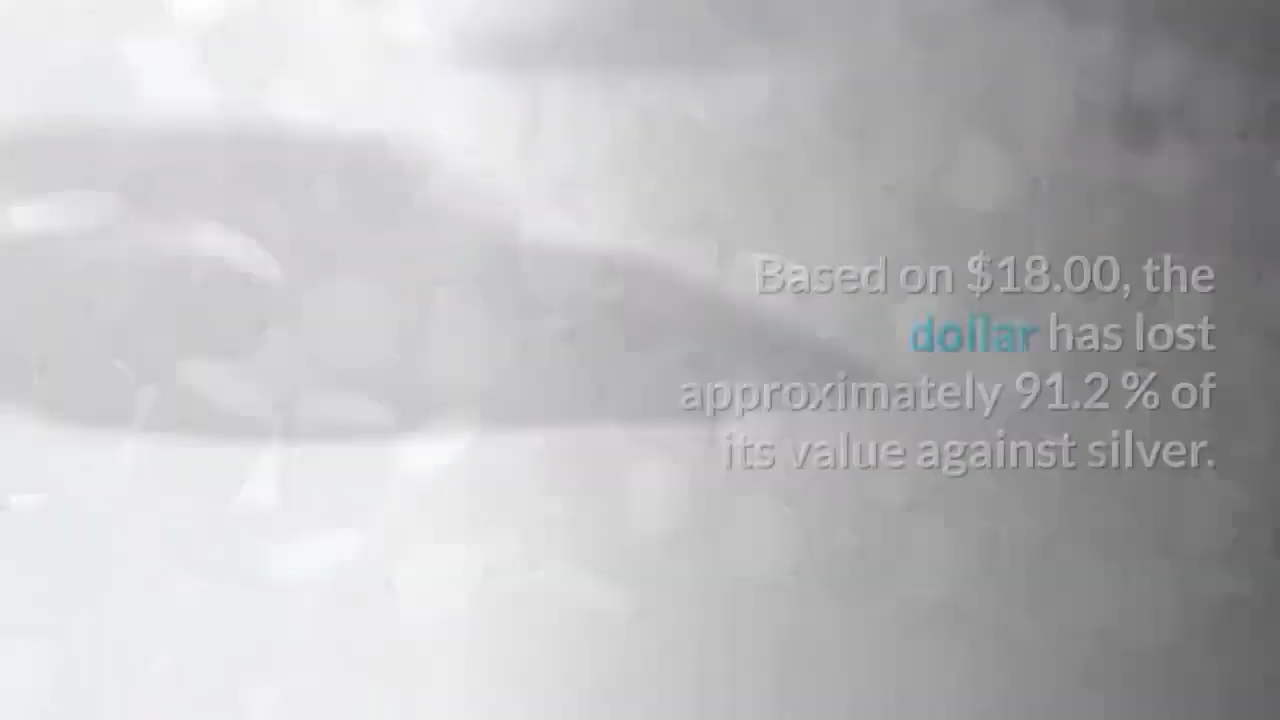 Based on $18.00, the
dollar has lost
approximately 91.2 % of
its value against silver.